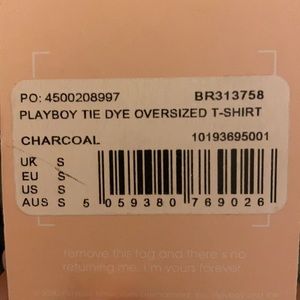 PO: 4500208997 BR313758
PLAYBOY TIE DYE OVERSIZED T-SHIRT
CHARCOAL 10193695001
UK S
EU S
US S
AUS S 5 059380 769026
remove this tag and there's no
returning me. i'm yours forever